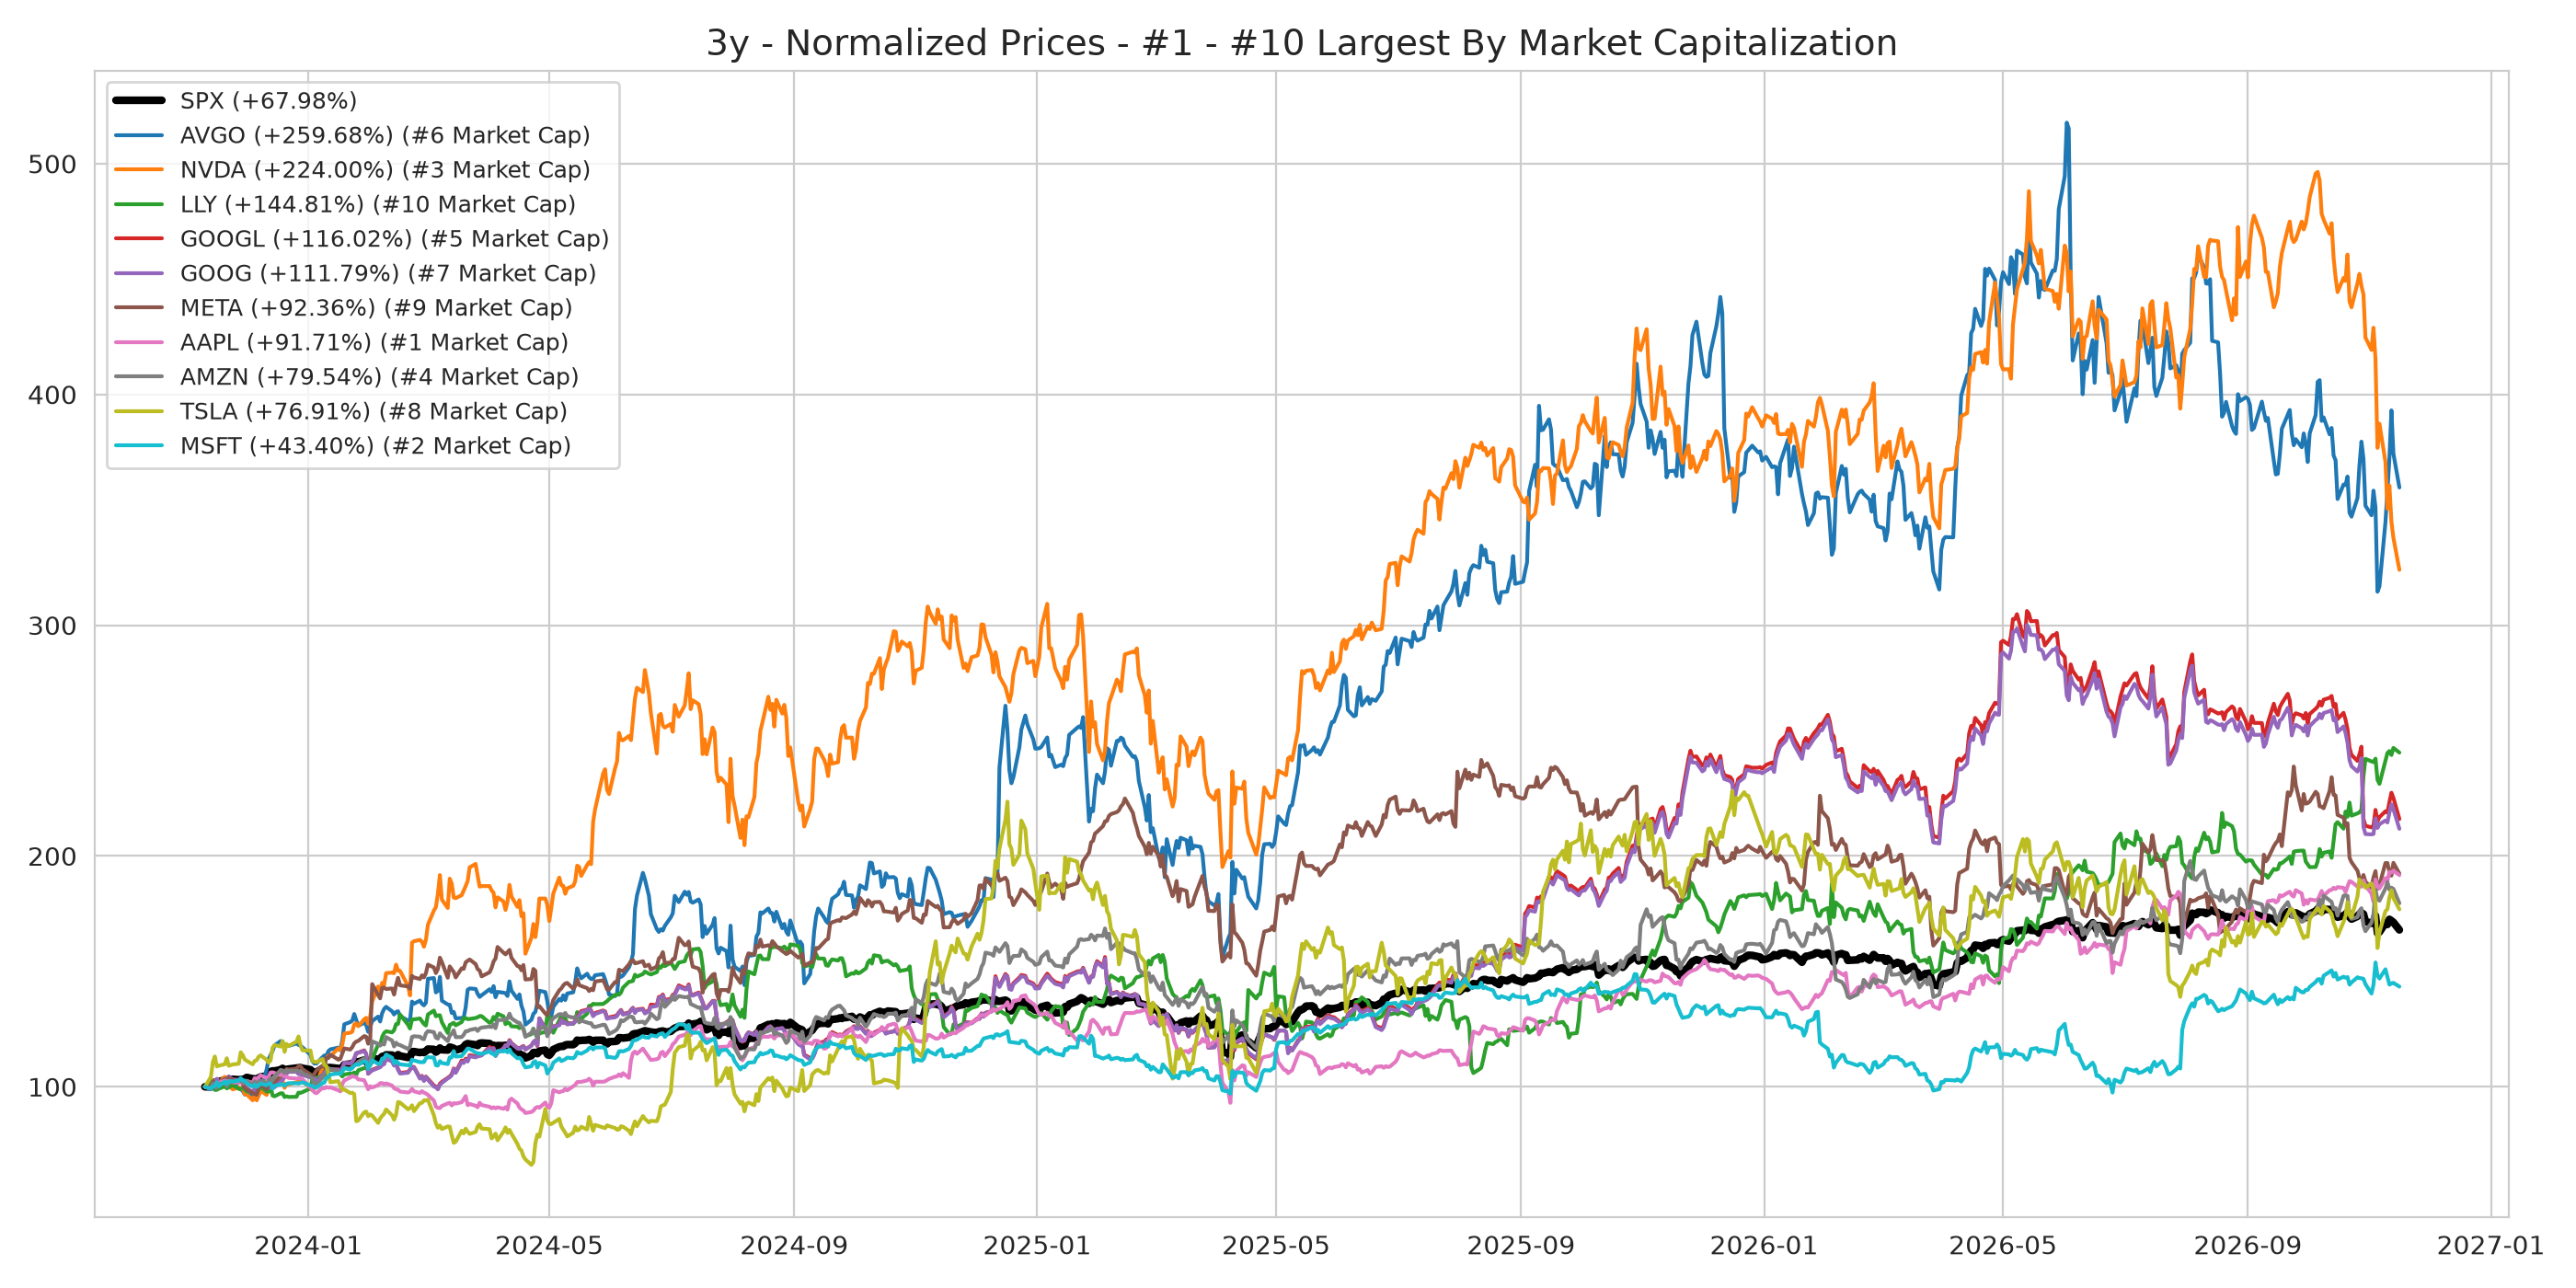 3y - Normalized Prices - #1 - #10 Largest By Market Capitalization
SPX (+67.98%)
AVGO (+259.68%) (#6 Market Cap)
NVDA (+224.00%) (#3 Market Cap)
LLY (+144.81%) (#10 Market Cap)
GOOGL (+116.02%) (#5 Market Cap)
GOOG (+111.79%) (#7 Market Cap)
META (+92.36%) (#9 Market Cap)
AAPL (+91.71%) (#1 Market Cap)
AMZN (+79.54%) (#4 Market Cap)
TSLA (+76.91%) (#8 Market Cap)
MSFT (+43.40%) (#2 Market Cap)
500
400
300
200
100
2024-01 2024-05 2024-09 2025-01 2025-05 2025-09 2026-01 2026-05 2026-09 2027-01